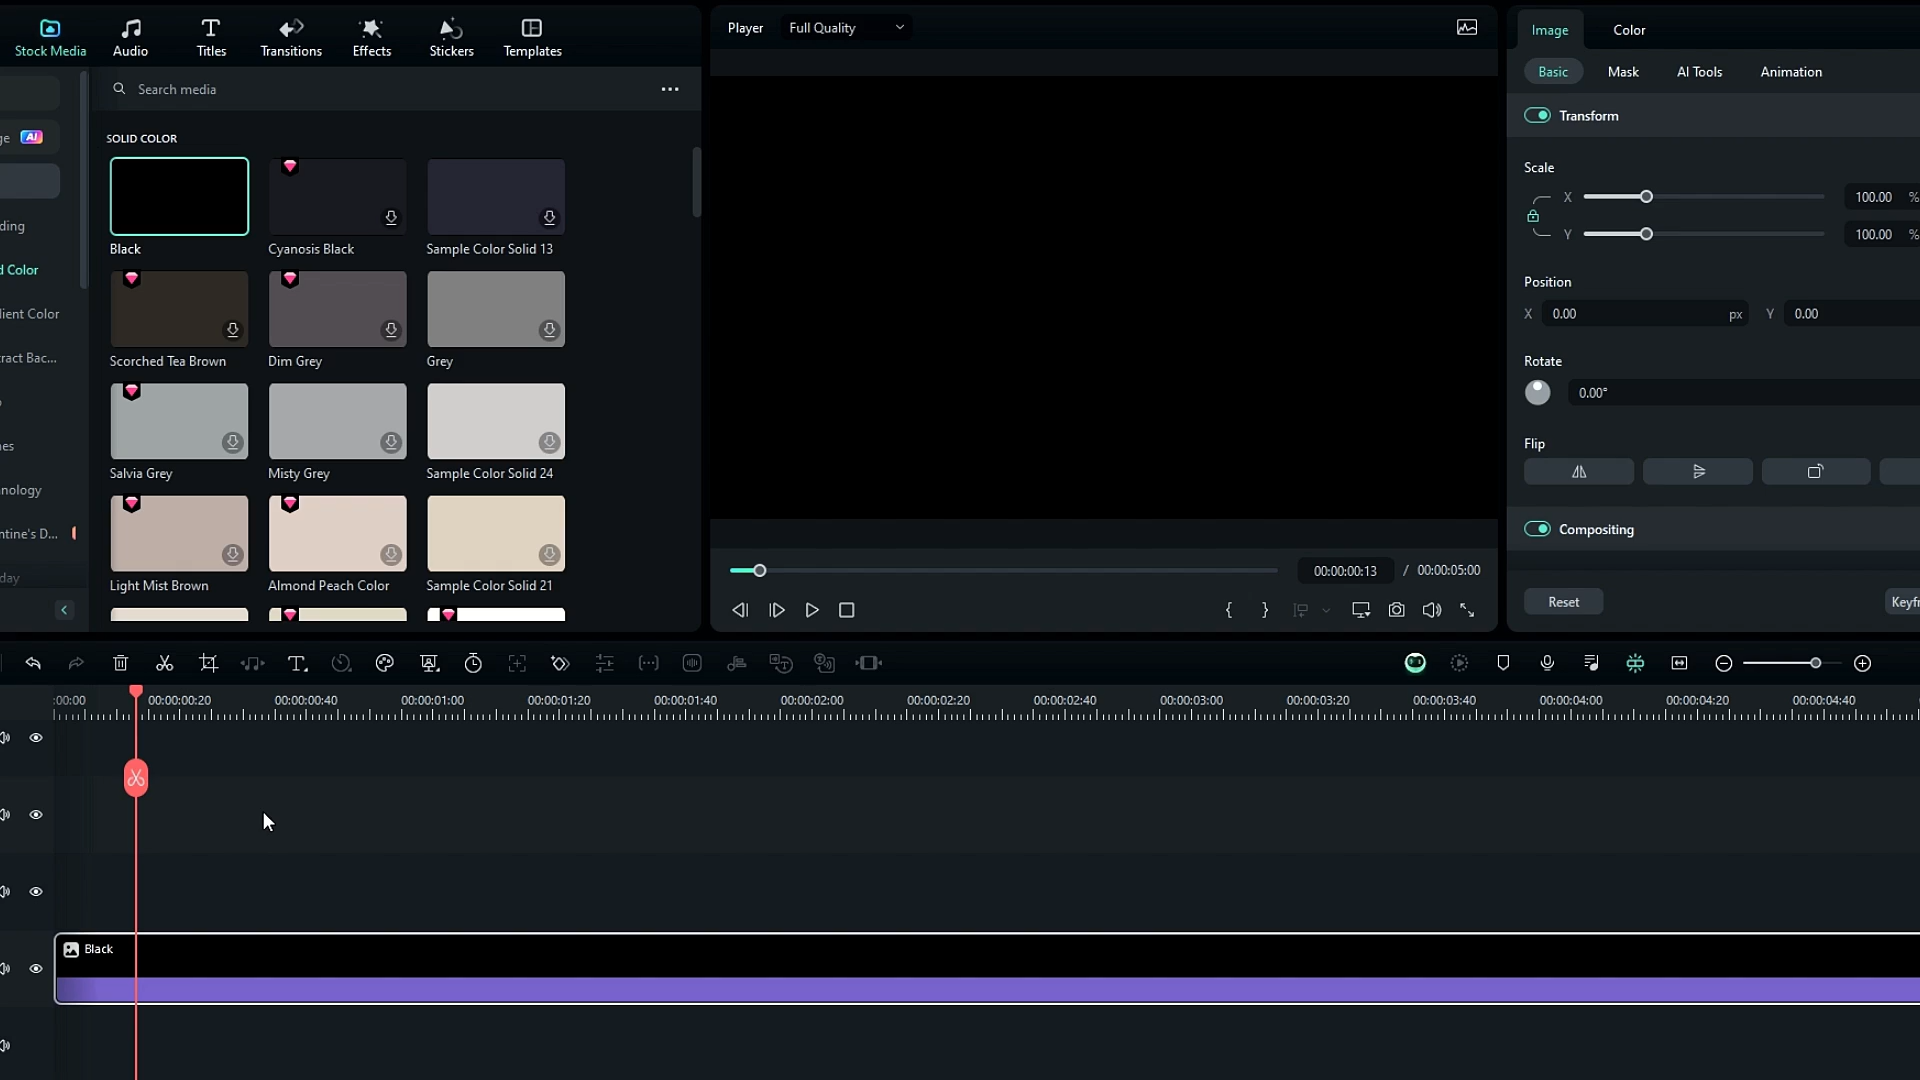 Stock Media
Audio
Titles
Transitions
Effects
Stickers
Templates
Search media
ge AI
ding
d Color
lient Color
ract Bac...
nes
nology
ntine's D...
day
SOLID COLOR
Black
Cyanosis Black
Sample Color Solid 13
Scorched Tea Brown
Dim Grey
Grey
Salvia Grey
Misty Grey
Sample Color Solid 24
Light Mist Brown
Almond Peach Color
Sample Color Solid 21
Player
Full Quality
00:00:00:13 / 00:00:05:00
Image
Color
Basic
Mask
AI Tools
Animation
Transform
Scale
X 100.00 %
Y 100.00 %
Position
X 0.00 px Y 0.00
Rotate
0.00°
Flip
Compositing
Reset
Keyfr
:00:00 00:00:00:20 00:00:00:40 00:00:01:00 00:00:01:20 00:00:01:40 00:00:02:00 00:00:02:20 00:00:02:40 00:00:03:00 00:00:03:20 00:00:03:40 00:00:04:00 00:00:04:20 00:00:04:40
Black